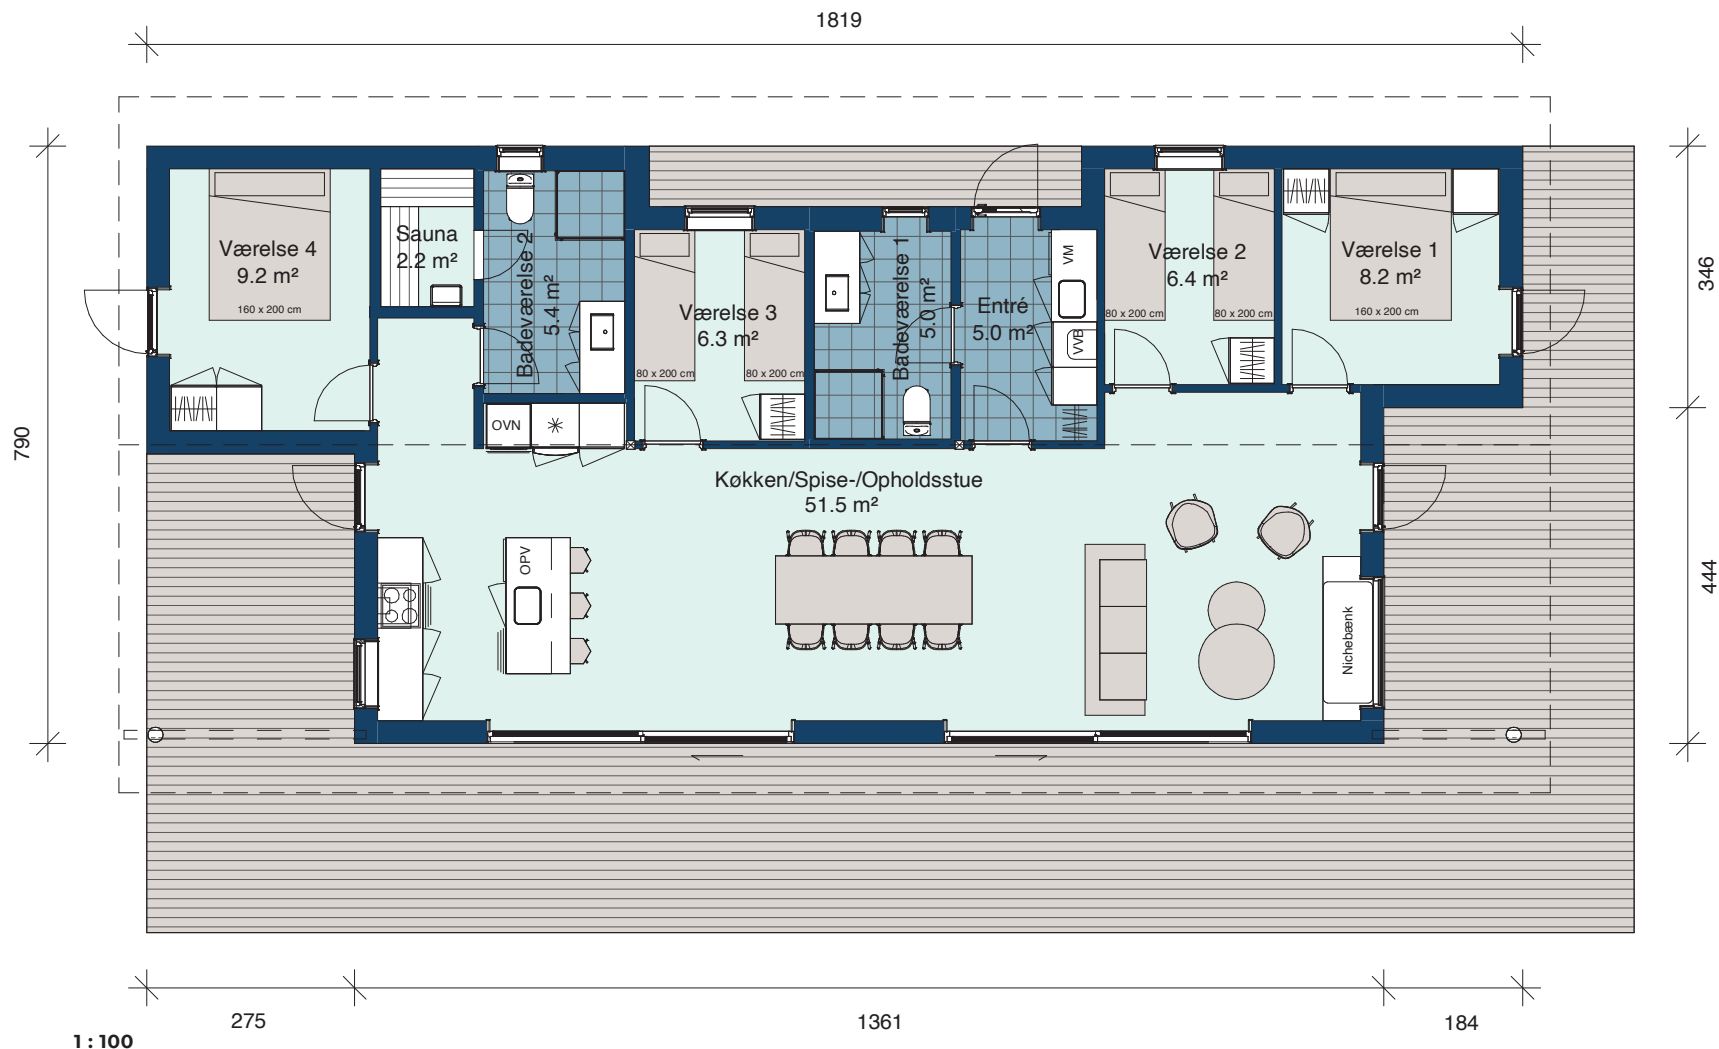 1819
790
346
444
Værelse 4
9.2 m²
160 x 200 cm
Sauna
2.2 m²
Badeværelse 2
5.4 m²
Værelse 3
6.3 m²
80 x 200 cm
80 x 200 cm
Badeværelse 1
5.0 m²
Entré
5.0 m²
VM
VVB
Værelse 2
6.4 m²
80 x 200 cm
80 x 200 cm
Værelse 1
8.2 m²
160 x 200 cm
OVN
Køkken/Spise-/Opholdsstue
51.5 m²
OPV
Nichebænk
275
1361
184
1 : 100